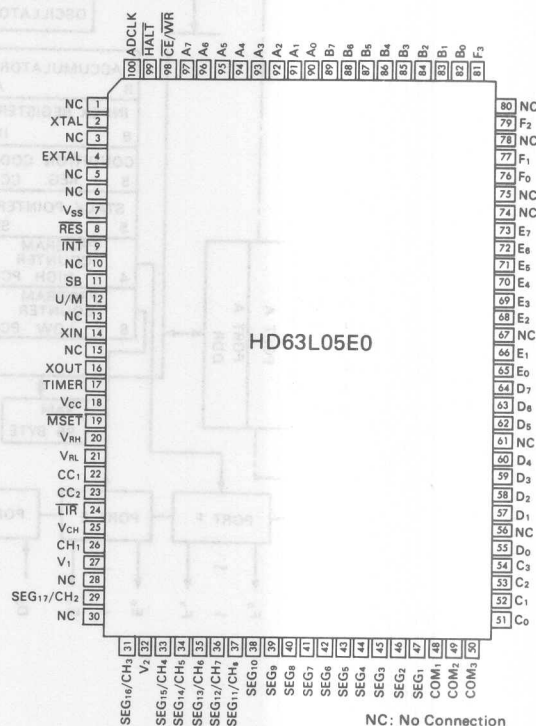 100 ADCLK
99 H̅A̅L̅T̅
98 C̅E̅/W̅R̅
97 A₇
96 A₆
95 A₅
94 A₄
93 A₃
92 A₂
91 A₁
90 A₀
89 B₇
88 B₆
87 B₅
86 B₄
85 B₃
84 B₂
83 B₁
82 B₀
81 F₃
NC 1
XTAL 2
NC 3
EXTAL 4
NC 5
NC 6
Vss 7
R̅E̅S̅ 8
I̅N̅T̅ 9
NC 10
SB 11
U/M 12
NC 13
XIN 14
NC 15
XOUT 16
TIMER 17
Vcc 18
M̅S̅E̅T̅ 19
VRH 20
VRL 21
CC₁ 22
CC₂ 23
L̅I̅R̅ 24
VCH 25
CH₁ 26
V₁ 27
NC 28
SEG₁₇/CH₂ 29
NC 30
HD63L05E0
80 NC
79 F₂
78 NC
77 F₁
76 F₀
75 NC
74 NC
73 E₇
72 E₆
71 E₅
70 E₄
69 E₃
68 E₂
67 NC
66 E₁
65 E₀
64 D₇
63 D₆
62 D₅
61 NC
60 D₄
59 D₃
58 D₂
57 D₁
56 NC
55 D₀
54 C₃
53 C₂
52 C₁
51 C₀
SEG₁₆/CH₃ 31
V₂ 32
SEG₁₅/CH₄ 33
SEG₁₄/CH₅ 34
SEG₁₃/CH₆ 35
SEG₁₂/CH₇ 36
SEG₁₁/CH₈ 37
SEG₁₀ 38
SEG₉ 39
SEG₈ 40
SEG₇ 41
SEG₆ 42
SEG₅ 43
SEG₄ 44
SEG₃ 45
SEG₂ 46
SEG₁ 47
COM₁ 48
COM₂ 49
COM₃ 50
NC: No Connection